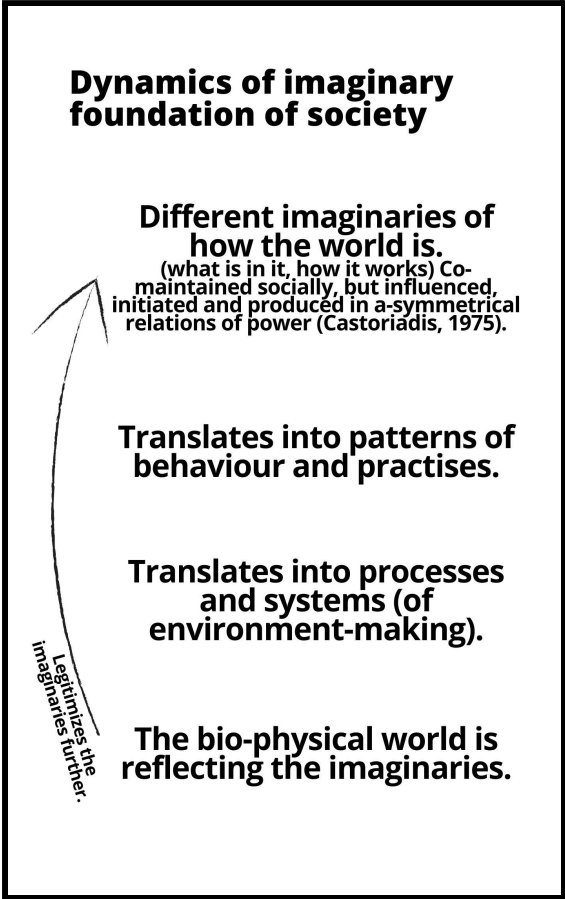 Dynamics of imaginary
foundation of society
Different imaginaries of
how the world is.
(what is in it, how it works) Co-
maintained socially, but influenced,
initiated and produced in a-symmetrical
relations of power (Castoriadis, 1975).
Translates into patterns of
behaviour and practises.
Translates into processes
and systems (of
environment-making).
Legitimizes the
imaginaries further.
The bio-physical world is
reflecting the imaginaries.